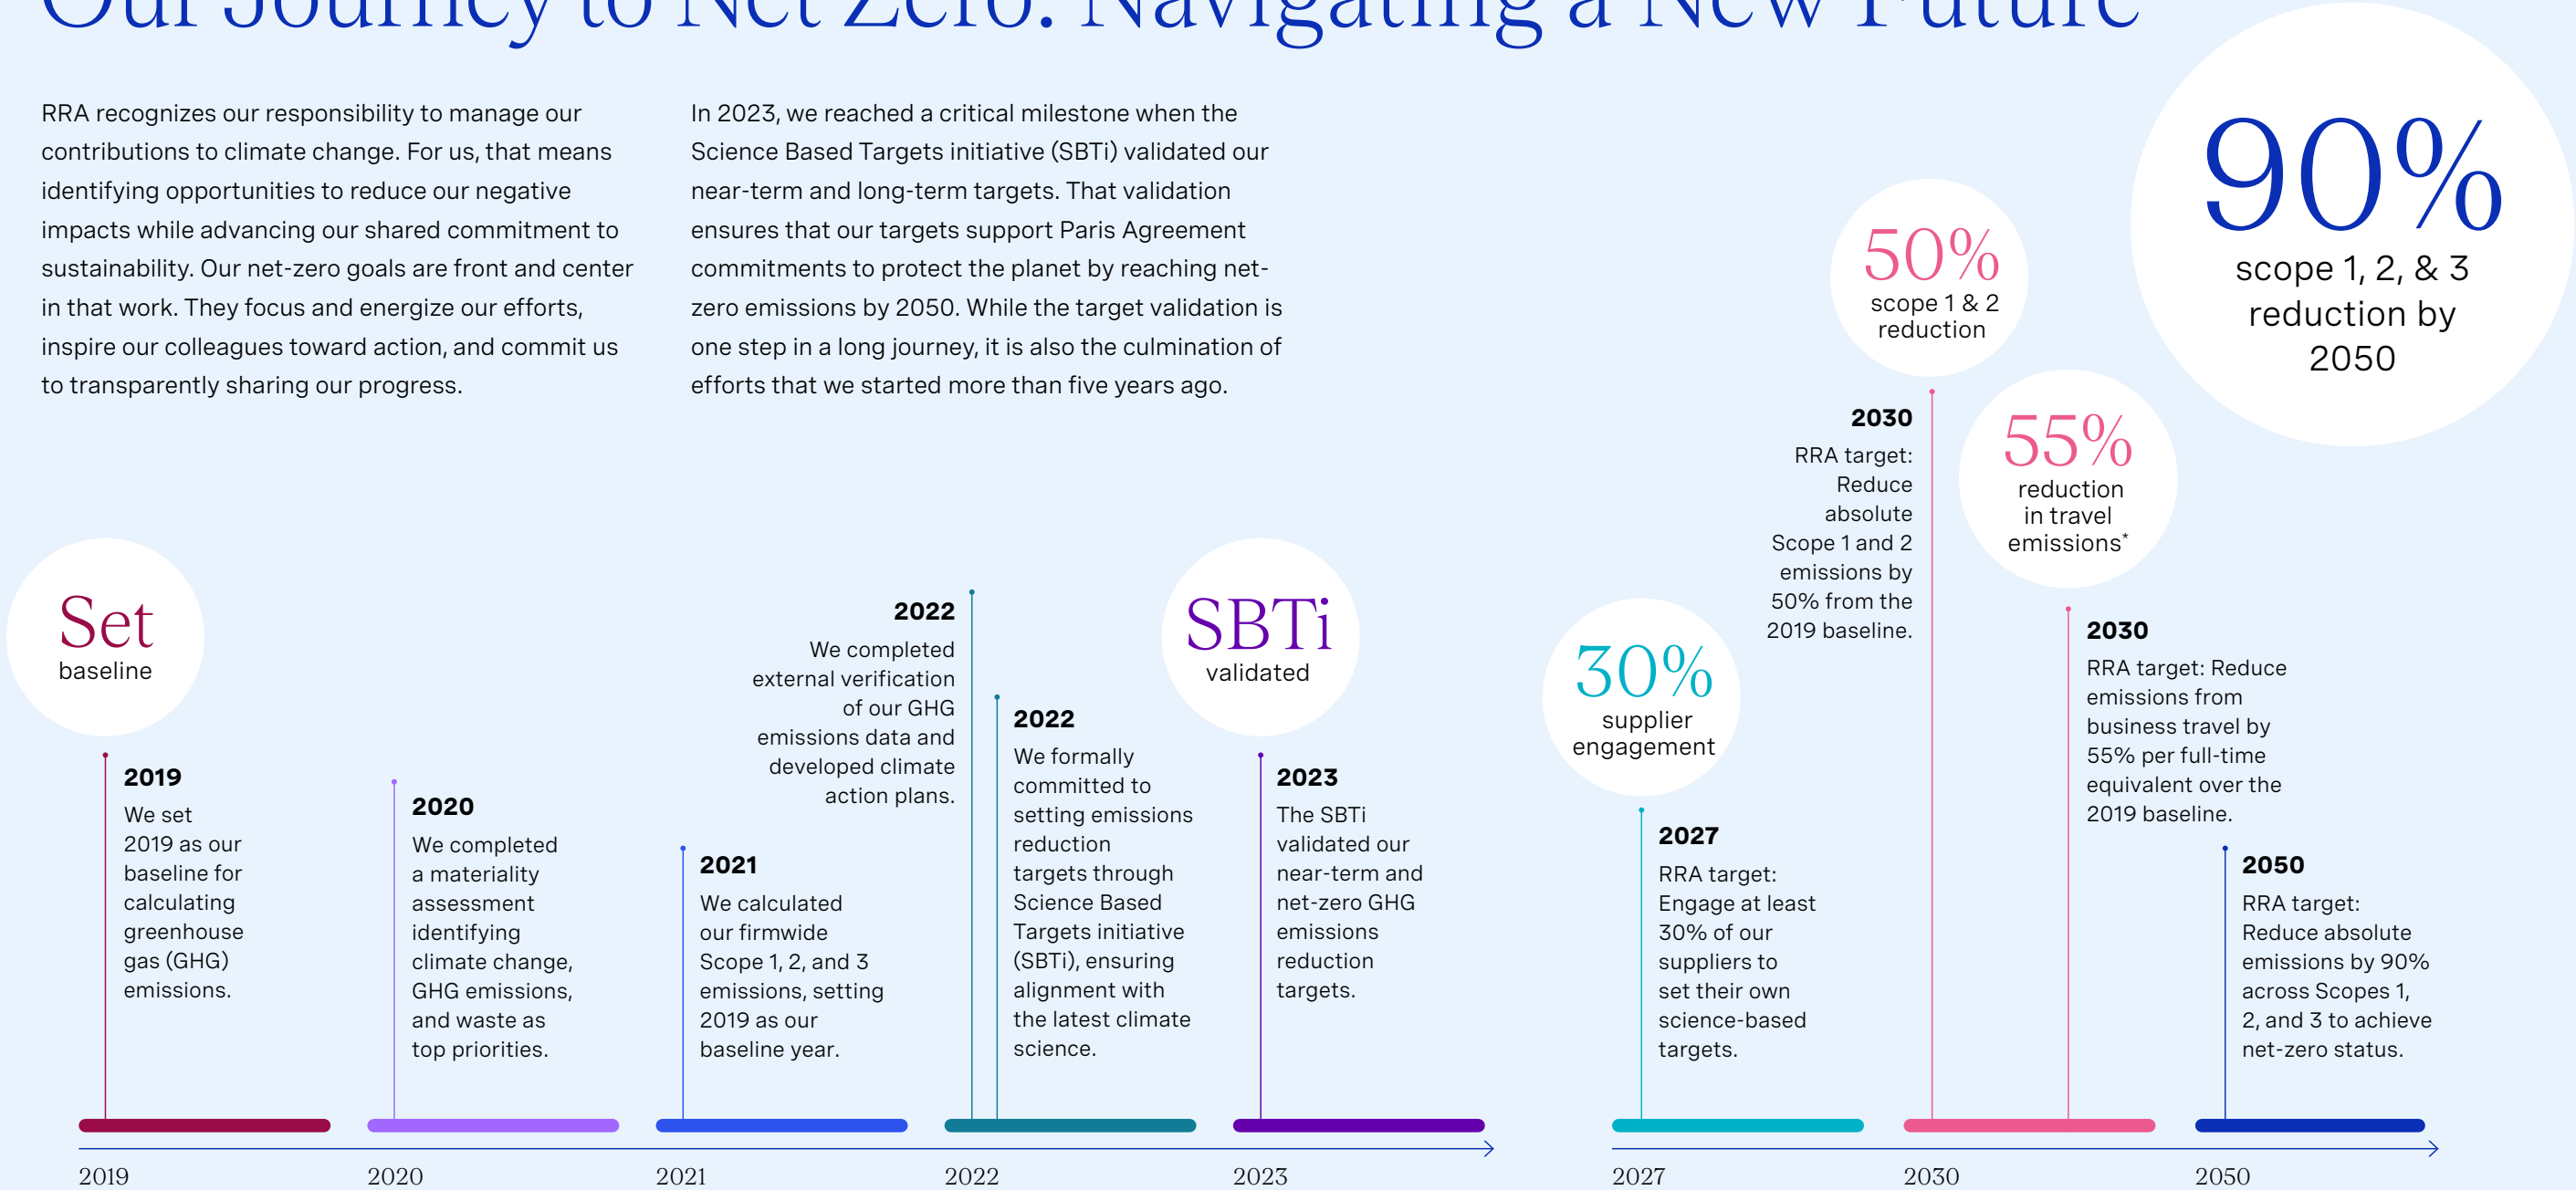 Our Journey to Net Zero: Navigating a New Future
RRA recognizes our responsibility to manage our
contributions to climate change. For us, that means
identifying opportunities to reduce our negative
impacts while advancing our shared commitment to
sustainability. Our net-zero goals are front and center
in that work. They focus and energize our efforts,
inspire our colleagues toward action, and commit us
to transparently sharing our progress.
In 2023, we reached a critical milestone when the
Science Based Targets initiative (SBTi) validated our
near-term and long-term targets. That validation
ensures that our targets support Paris Agreement
commitments to protect the planet by reaching net-
zero emissions by 2050. While the target validation is
one step in a long journey, it is also the culmination of
efforts that we started more than five years ago.
Set
baseline
2019
We set
2019 as our
baseline for
calculating
greenhouse
gas (GHG)
emissions.
2020
We completed
a materiality
assessment
identifying
climate change,
GHG emissions,
and waste as
top priorities.
2021
We calculated
our firmwide
Scope 1, 2, and 3
emissions, setting
2019 as our
baseline year.
2022
We completed
external verification
of our GHG
emissions data and
developed climate
action plans.
2022
We formally
committed to
setting emissions
reduction
targets through
Science Based
Targets initiative
(SBTi), ensuring
alignment with
the latest climate
science.
SBTi
validated
2023
The SBTi
validated our
near-term and
net-zero GHG
emissions
reduction
targets.
30%
supplier
engagement
2027
RRA target:
Engage at least
30% of our
suppliers to
set their own
science-based
targets.
50%
scope 1 & 2
reduction
2030
RRA target:
Reduce
absolute
Scope 1 and 2
emissions by
50% from the
2019 baseline.
55%
reduction
in travel
emissions*
2030
RRA target: Reduce
emissions from
business travel by
55% per full-time
equivalent over the
2019 baseline.
90%
scope 1, 2, & 3
reduction by
2050
2050
RRA target:
Reduce absolute
emissions by 90%
across Scopes 1,
2, and 3 to achieve
net-zero status.
2019
2020
2021
2022
2023
2027
2030
2050